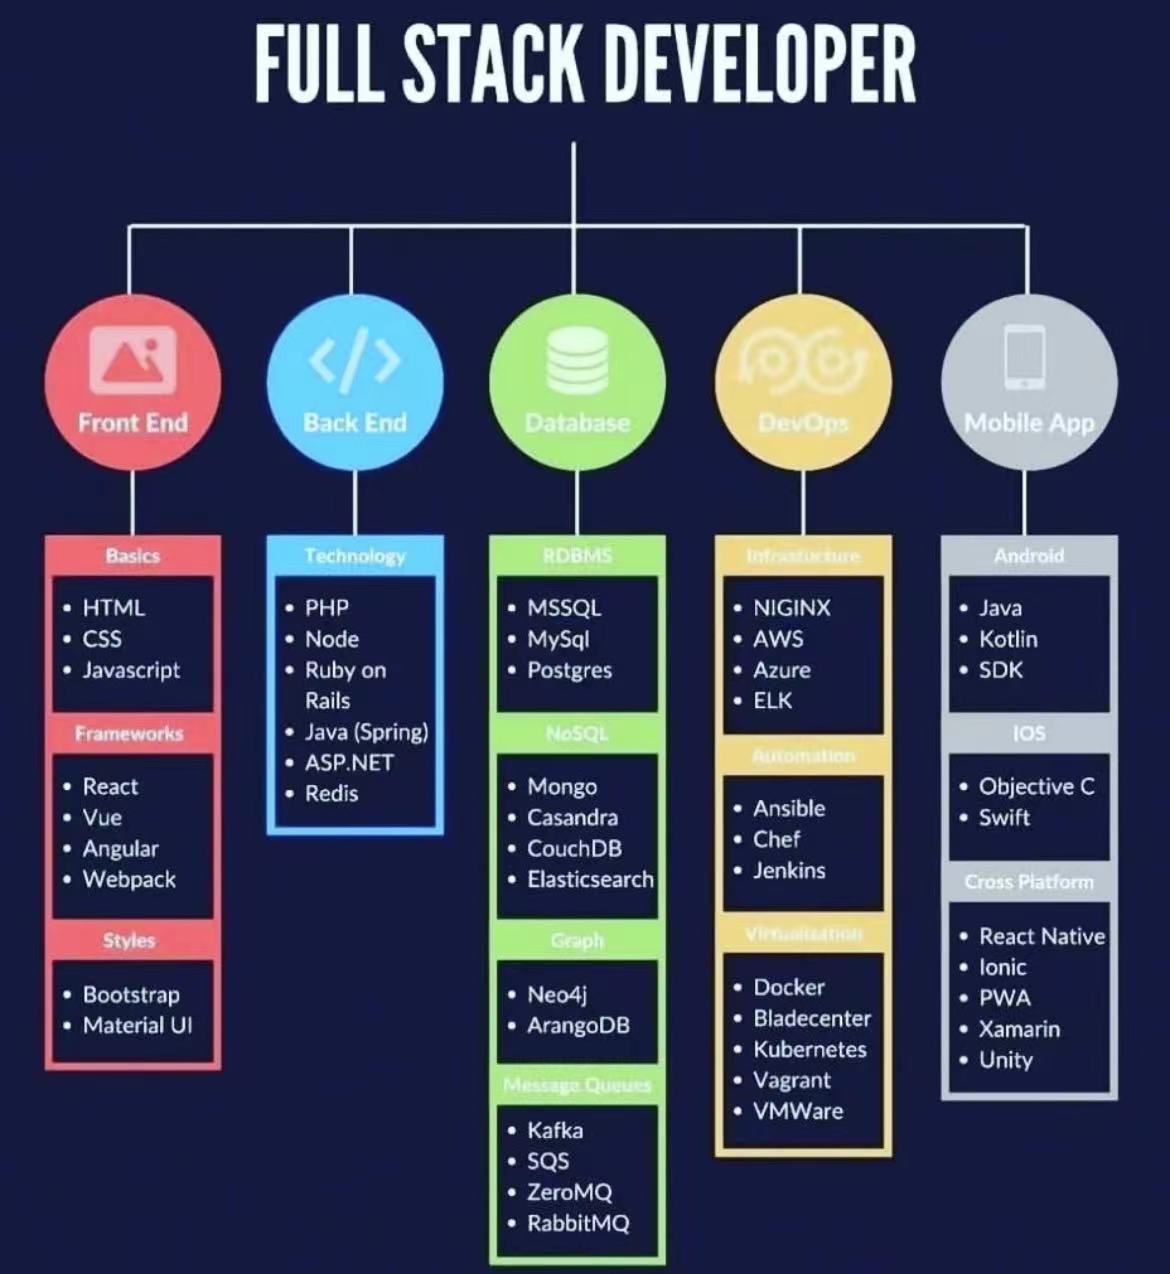 FULL STACK DEVELOPER
Front End
Back End
Database
DevOps
Mobile App
Basics
HTML
CSS
Javascript
Frameworks
React
Vue
Angular
Webpack
Styles
Bootstrap
Material UI
Technology
PHP
Node
Ruby on
Rails
Java (Spring)
ASP.NET
Redis
RDBMS
MSSQL
MySql
Postgres
NoSQL
Mongo
Casandra
CouchDB
Elasticsearch
Graph
Neo4j
ArangoDB
Message Queues
Kafka
SQS
ZeroMQ
RabbitMQ
Infrastucture
NIGINX
AWS
Azure
ELK
Automation
Ansible
Chef
Jenkins
Virtualization
Docker
Bladecenter
Kubernetes
Vagrant
VMWare
Android
Java
Kotlin
SDK
IOS
Objective C
Swift
Cross Platform
React Native
Ionic
PWA
Xamarin
Unity